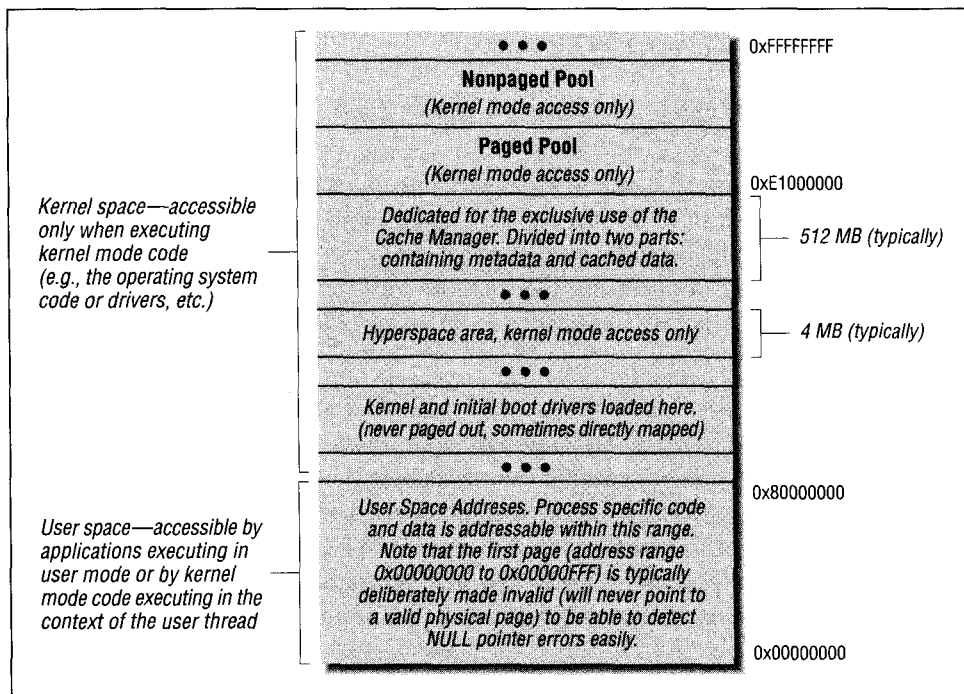 • • •
0xFFFFFFFF
Nonpaged Pool
(Kernel mode access only)
Paged Pool
(Kernel mode access only)
0xE1000000
Kernel space—accessible
only when executing
kernel mode code
(e.g., the operating system
code or drivers, etc.)
Dedicated for the exclusive use of the
Cache Manager. Divided into two parts:
containing metadata and cached data.
512 MB (typically)
• • •
Hyperspace area, kernel mode access only
4 MB (typically)
• • •
Kernel and initial boot drivers loaded here.
(never paged out, sometimes directly mapped)
• • •
0x80000000
User space—accessible by
applications executing in
user mode or by kernel
mode code executing in the
context of the user thread
User Space Addreses. Process specific code
and data is addressable within this range.
Note that the first page (address range
0x00000000 to 0x00000FFF) is typically
deliberately made invalid (will never point to
a valid physical page) to be able to detect
NULL pointer errors easily.
0x00000000